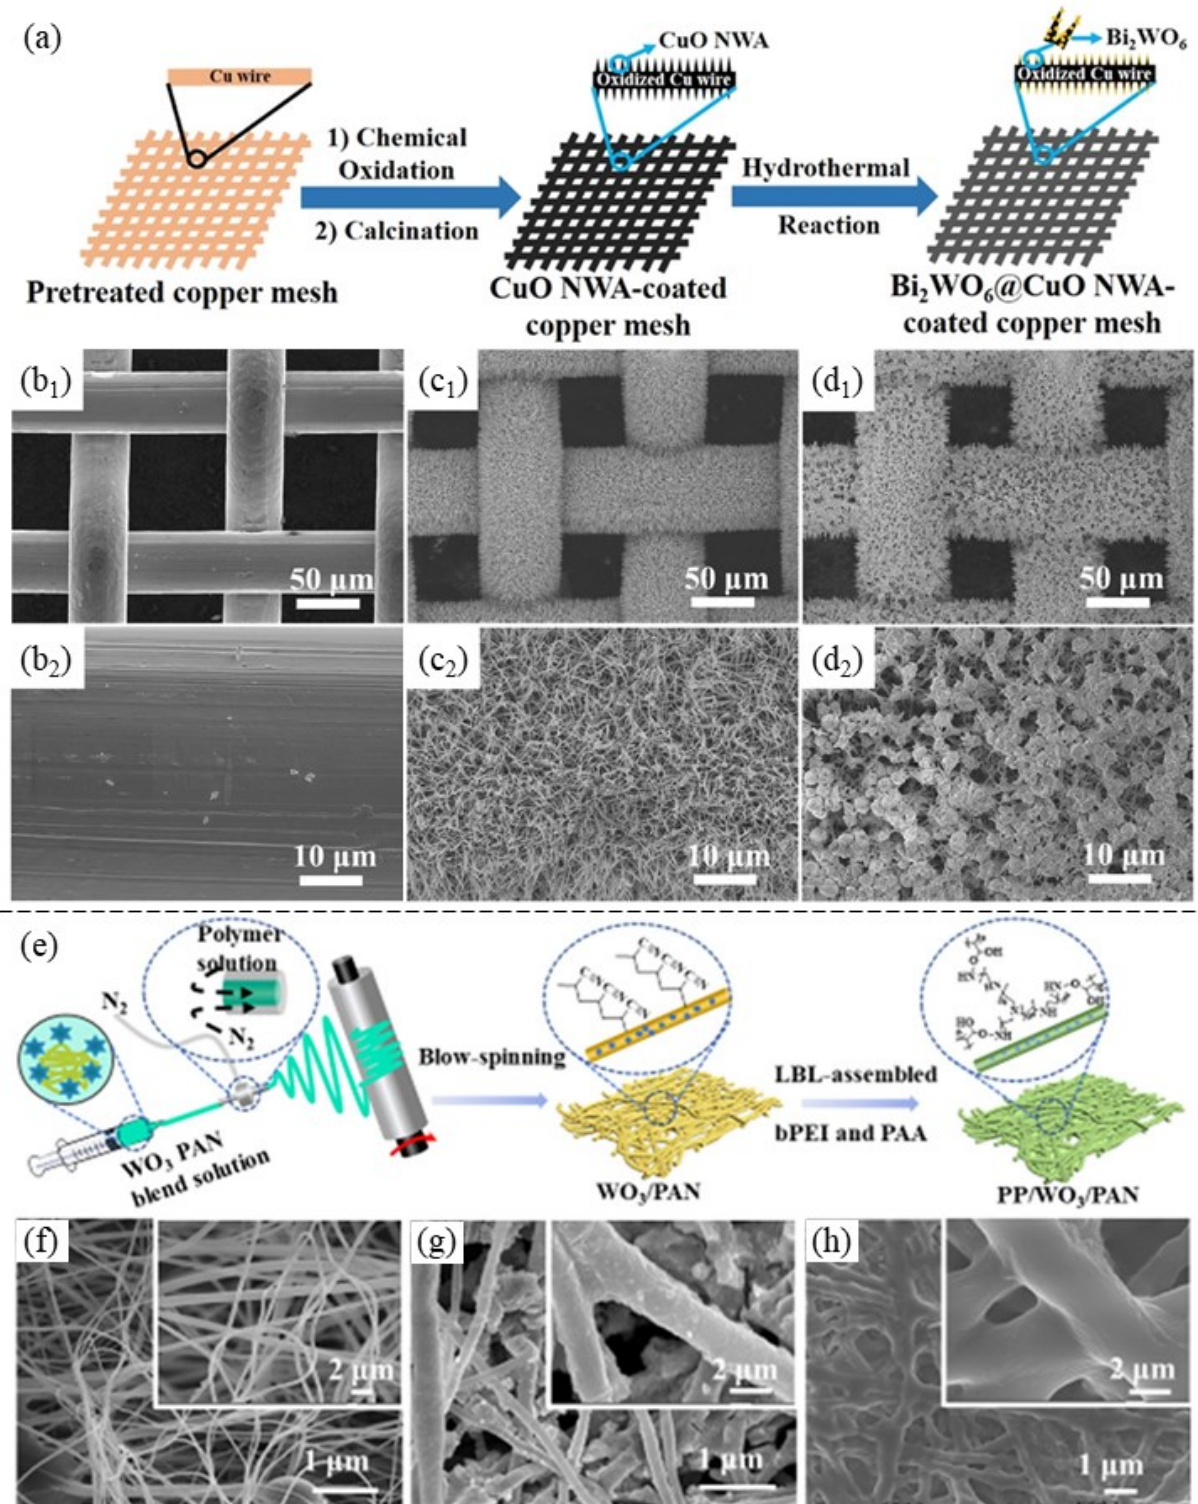 (a)
Cu wire
CuO NWA
Oxidized Cu wire
Bi₂WO₆
Oxidized Cu wire
1) Chemical
Oxidation
2) Calcination
Hydrothermal
Reaction
Pretreated copper mesh
CuO NWA-coated
copper mesh
Bi₂WO₆@CuO NWA-
coated copper mesh
(b₁)
50 μm
(c₁)
50 μm
(d₁)
50 μm
(b₂)
10 μm
(c₂)
10 μm
(d₂)
10 μm
(e)
Polymer
solution
N₂
N₂
WO₃ PAN
blend solution
Blow-spinning
WO₃/PAN
LBL-assembled
bPEI and PAA
PP/WO₃/PAN
(f)
2 μm
1 μm
(g)
2 μm
1 μm
(h)
2 μm
1 μm